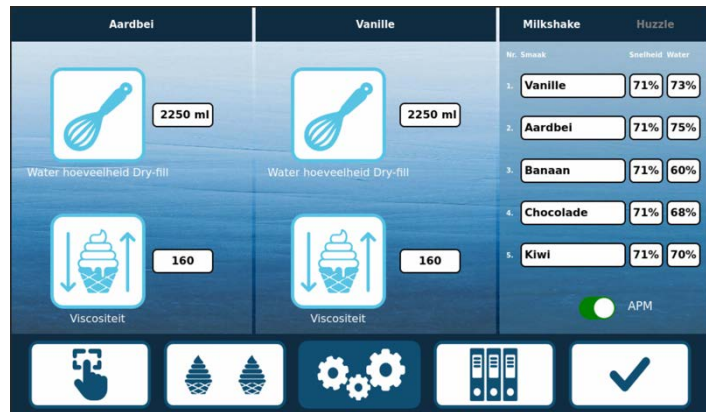 Aardbei
Vanille
Milkshake Huzzle
Nr. Smaak Snelheid Water
2250 ml
2250 ml
1. Vanille 71% 73%
2. Aardbei 71% 75%
Water hoeveelheid Dry-fill
Water hoeveelheid Dry-fill
3. Banaan 71% 60%
4. Chocolade 71% 68%
160
160
5. Kiwi 71% 70%
APM
Viscositeit
Viscositeit